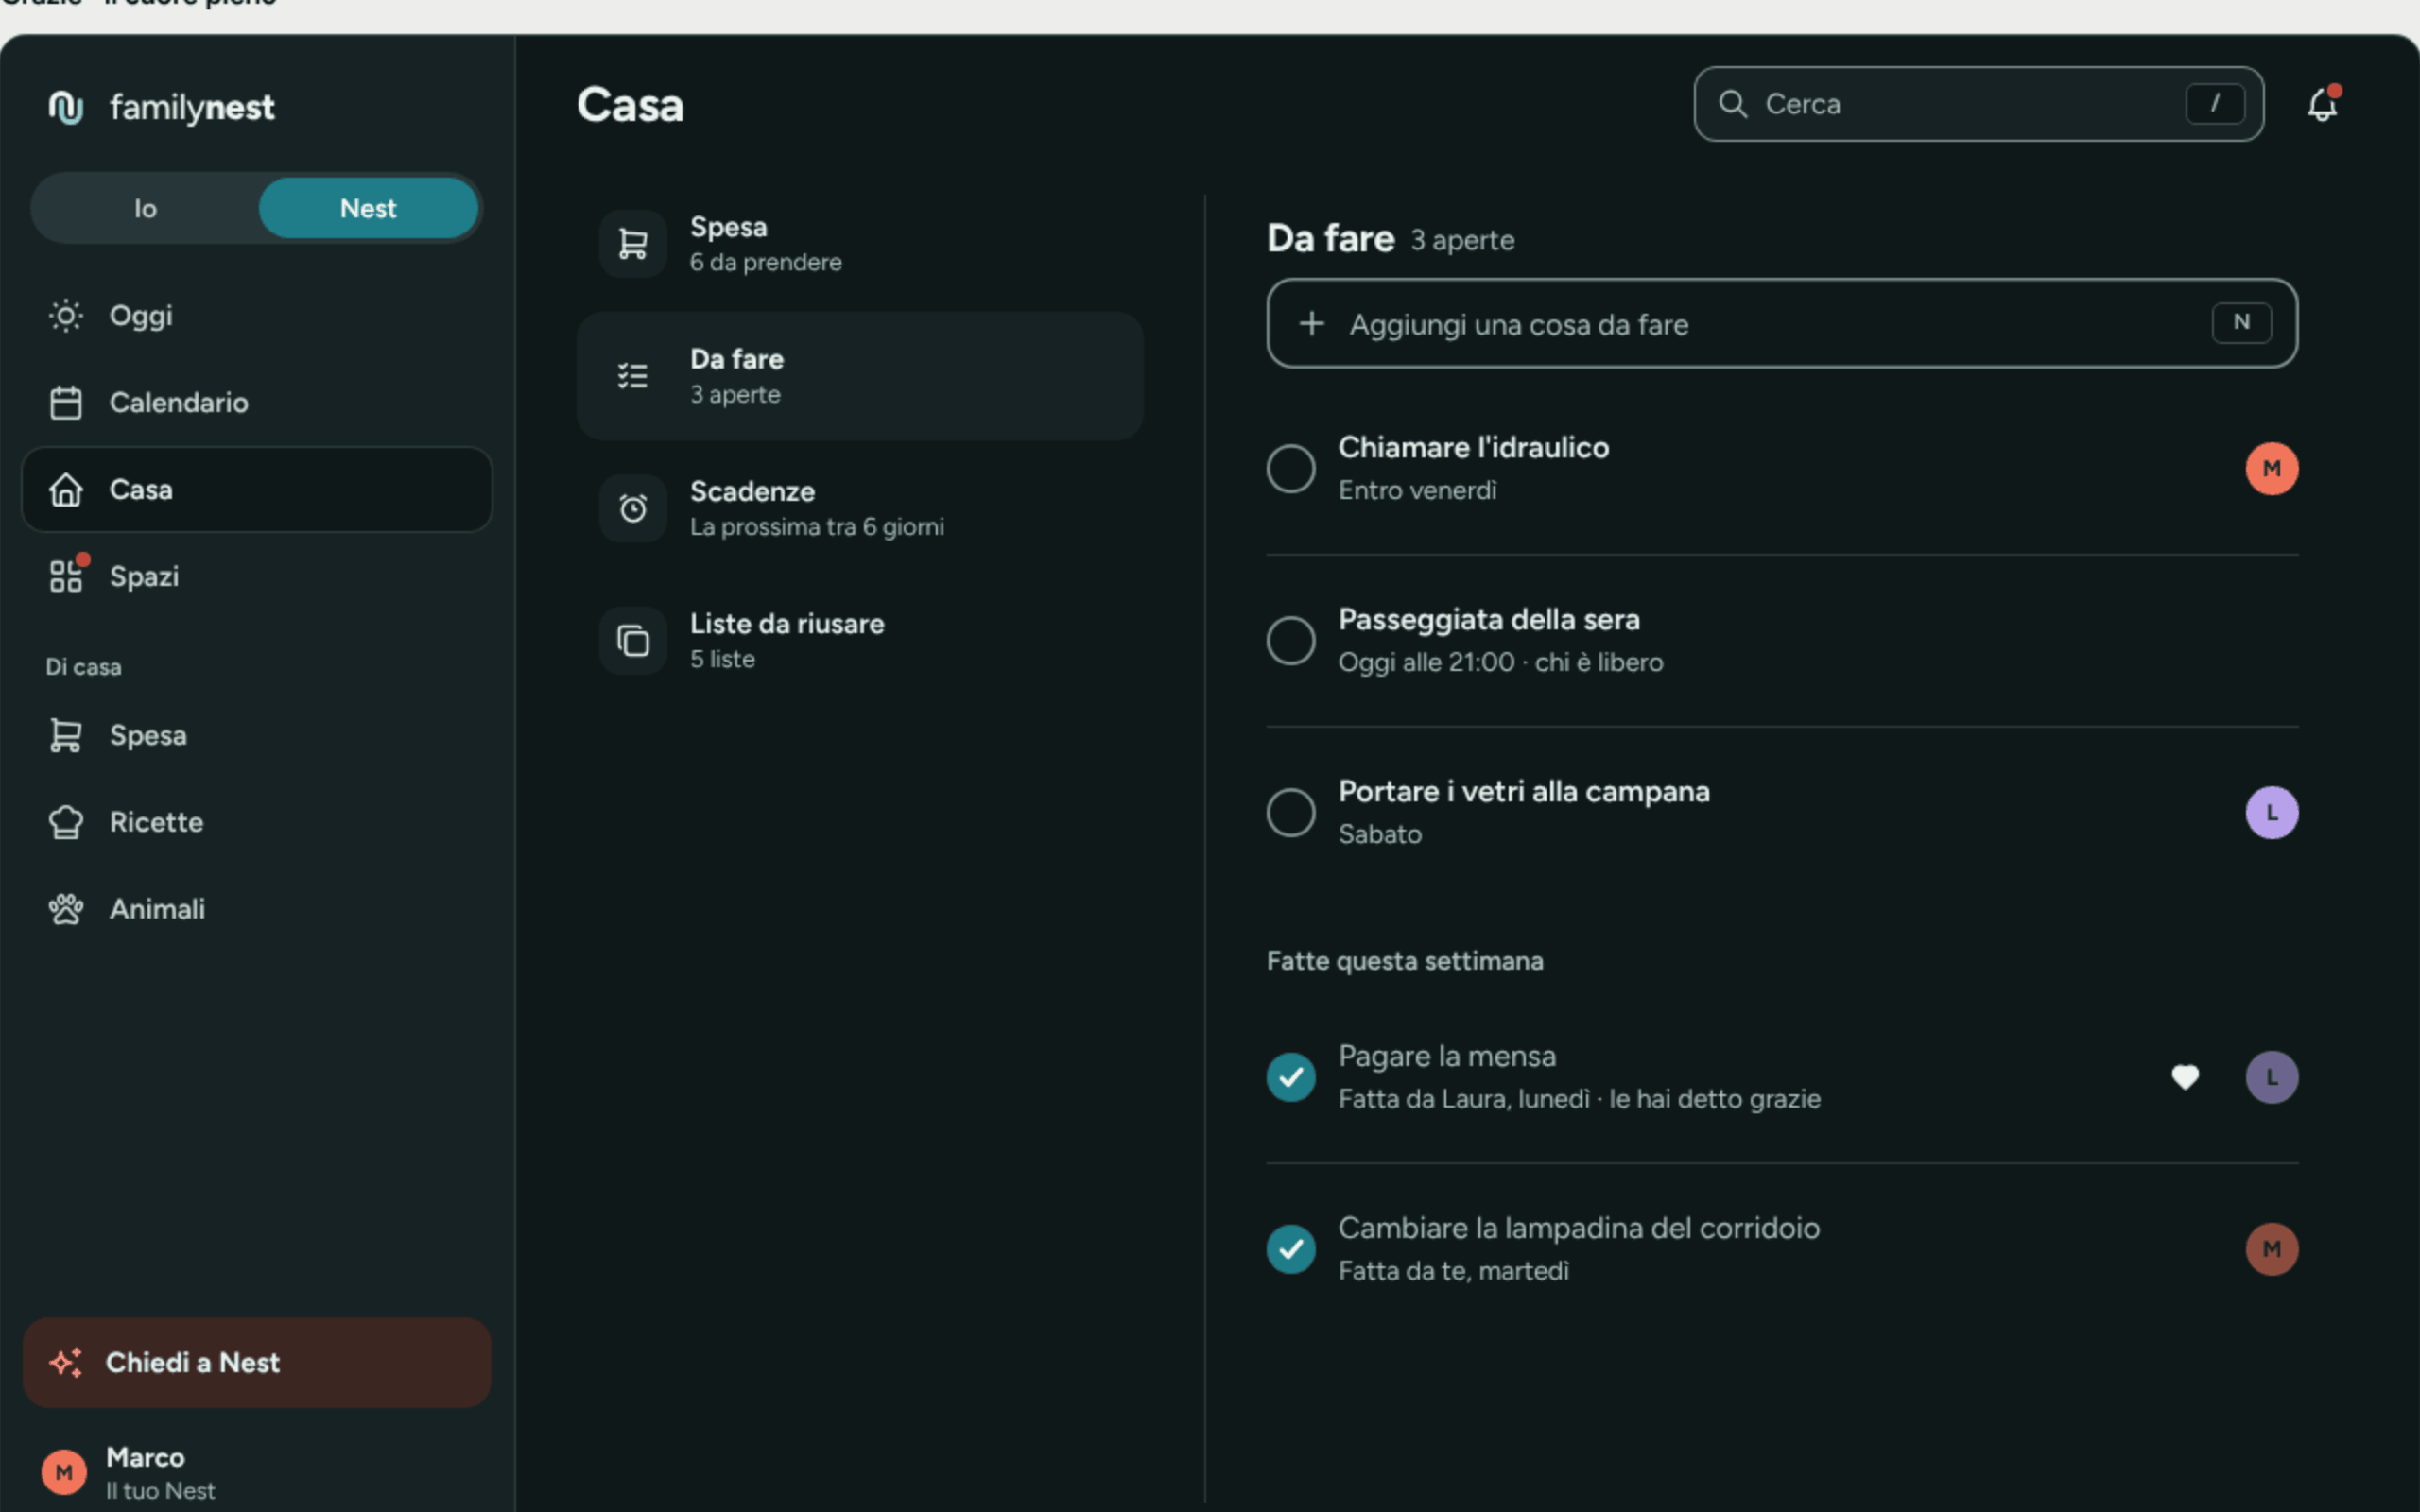 Grazie · il cuore pieno
familynest
Io
Nest
Oggi
Calendario
Casa
Spazi
Di casa
Spesa
Ricette
Animali
Chiedi a Nest
M
Marco
Il tuo Nest
Casa
Cerca
/
Spesa
6 da prendere
Da fare
3 aperte
Scadenze
La prossima tra 6 giorni
Liste da riusare
5 liste
Da fare 3 aperte
Aggiungi una cosa da fare
N
Chiamare l'idraulico
Entro venerdì
M
Passeggiata della sera
Oggi alle 21:00 · chi è libero
Portare i vetri alla campana
Sabato
L
Fatte questa settimana
Pagare la mensa
Fatta da Laura, lunedì · le hai detto grazie
L
Cambiare la lampadina del corridoio
Fatta da te, martedì
M